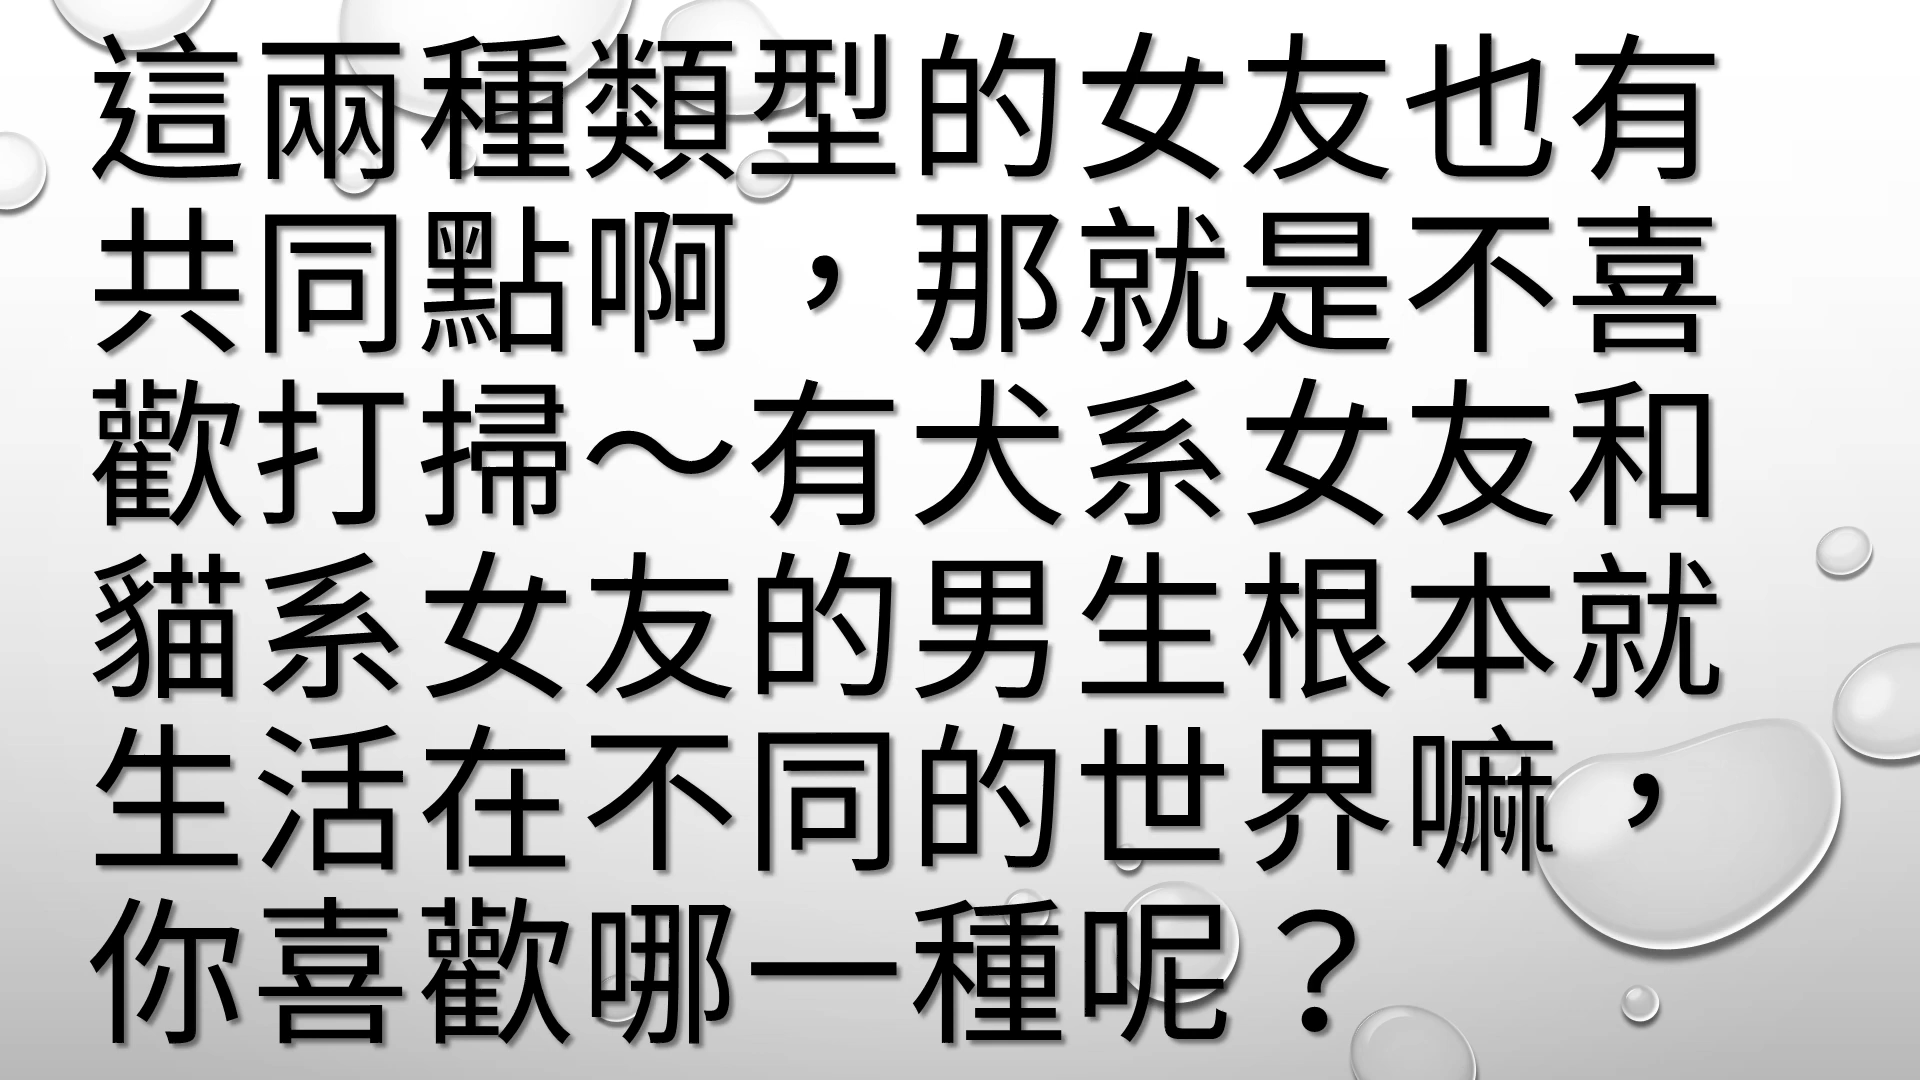 這兩種類型的女友也有
共同點啊，那就是不喜
歡打掃～有犬系女友和
貓系女友的男生根本就
生活在不同的世界嘛，
你喜歡哪一種呢？